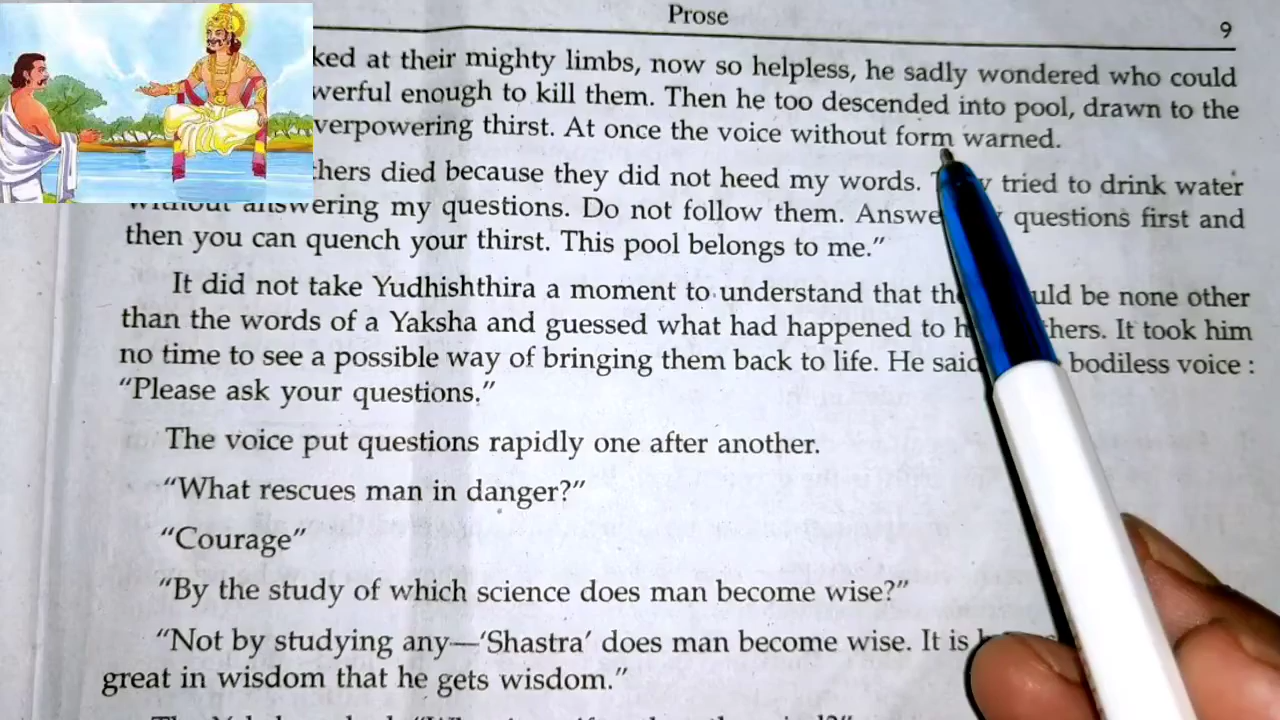 Prose
9
ked at their mighty limbs, now so helpless, he sadly wondered who could
werful enough to kill them. Then he too descended into pool, drawn to the
verpowering thirst. At once the voice without form warned.
hers died because they did not heed my words. tried to drink water
without answering my questions. Do not follow them. questions first and
then you can quench your thirst. This pool belongs to me.”
It did not take Yudhishthira a moment to understand that be none other
than the words of a Yaksha and guessed what had happened to It took him
no time to see a possible way of bringing them back to life. He said bodiless voice :
“Please ask your questions.”
The voice put questions rapidly one after another.
“What rescues man in danger?”
“Courage”
“By the study of which science does man become wise?”
“Not by studying any—‘Shastra’ does man become wise. It is
great in wisdom that he gets wisdom.”